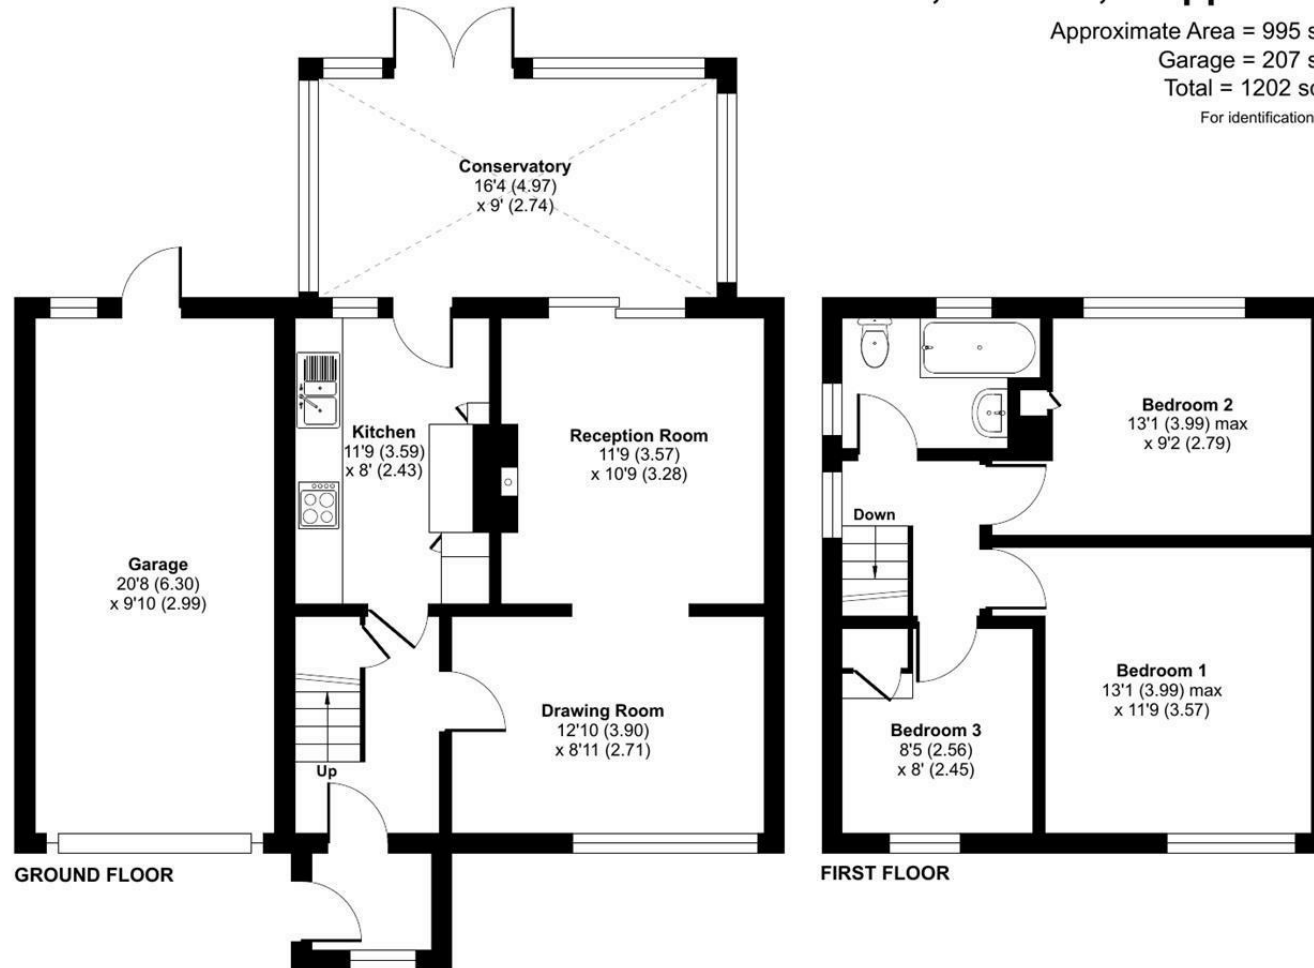 Approximate Area = 995 s
Garage = 207 s
Total = 1202 sq
For identification
Conservatory
16'4 (4.97)
x 9' (2.74)
Kitchen
11'9 (3.59)
x 8' (2.43)
Reception Room
11'9 (3.57)
x 10'9 (3.28)
Garage
20'8 (6.30)
x 9'10 (2.99)
Drawing Room
12'10 (3.90)
x 8'11 (2.71)
Up
GROUND FLOOR
Bedroom 2
13'1 (3.99) max
x 9'2 (2.79)
Down
Bedroom 1
13'1 (3.99) max
x 11'9 (3.57)
Bedroom 3
8'5 (2.56)
x 8' (2.45)
FIRST FLOOR